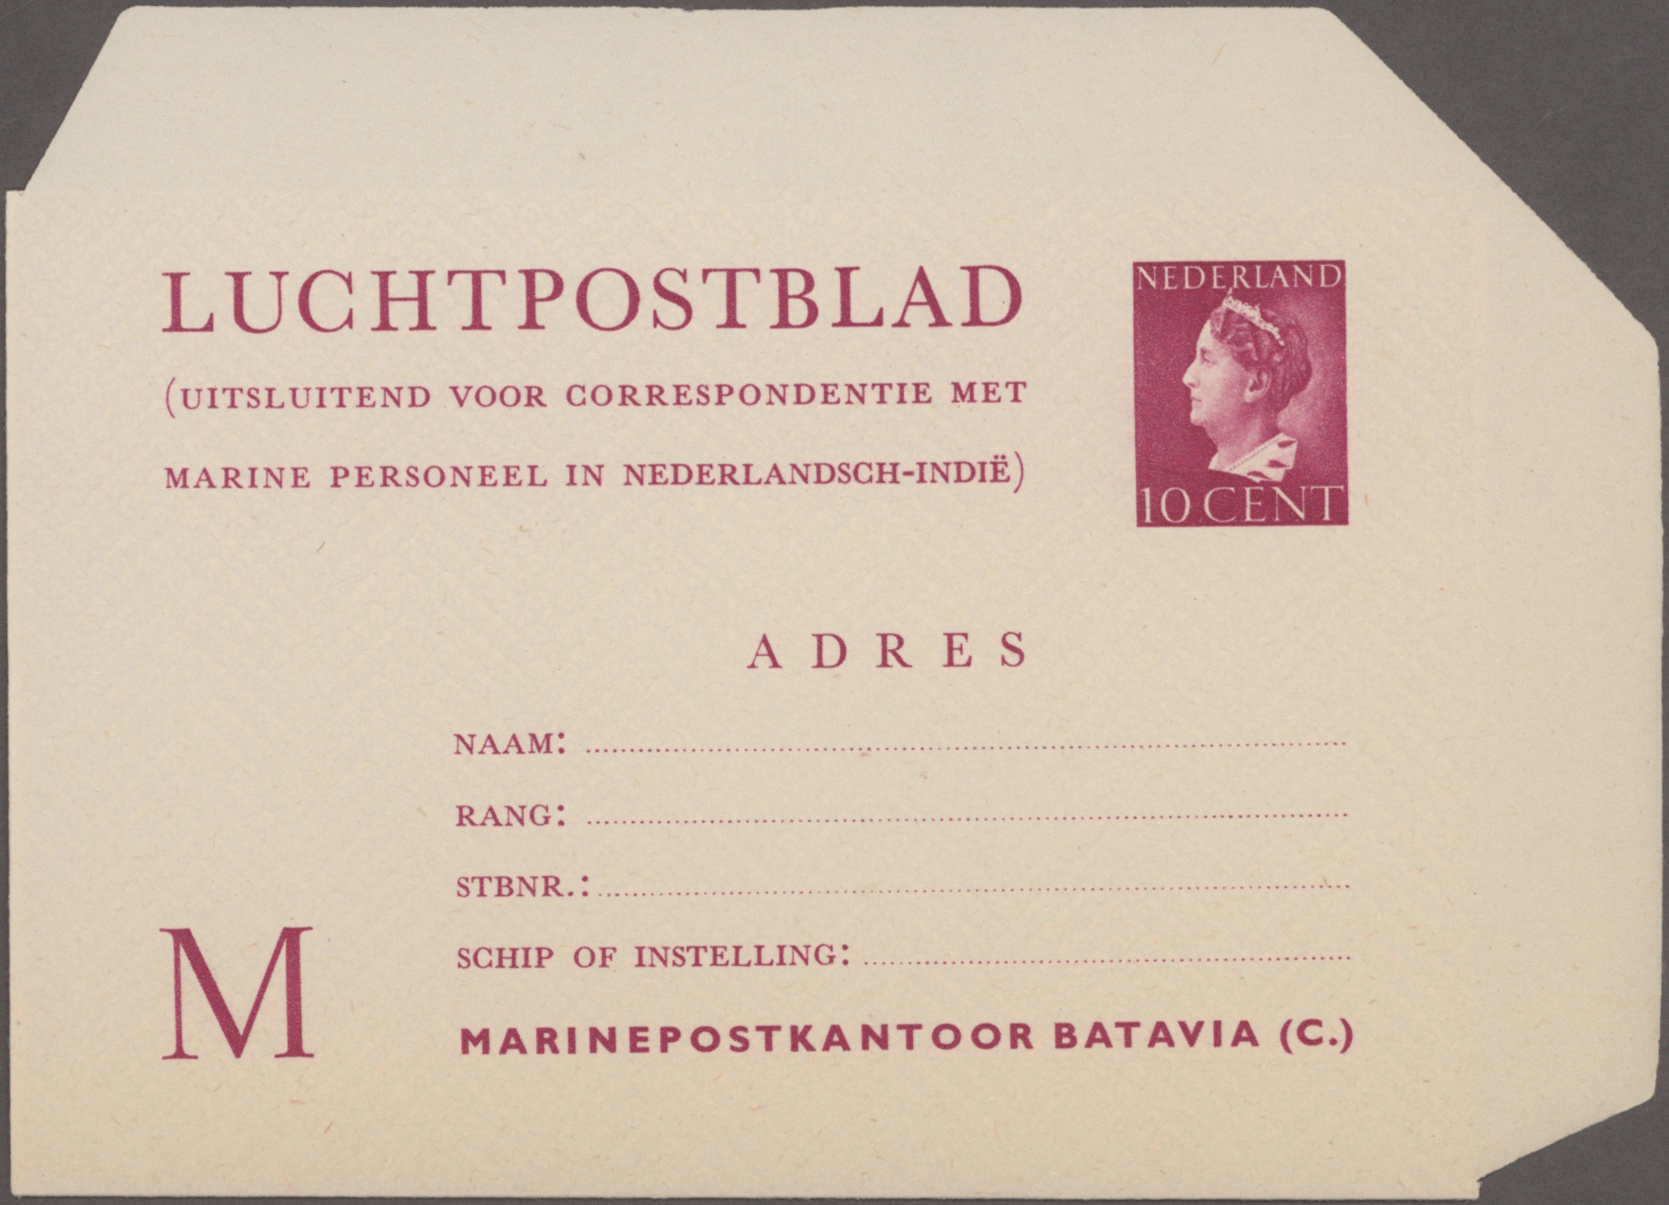 LUCHTPOSTBLAD
(UITSLUITEND VOOR CORRESPONDENTIE MET
MARINE PERSONEEL IN NEDERLANDSCH-INDIË)
NEDERLAND
10 CENT
ADRES
NAAM:
RANG:
STBNR.:
SCHIP OF INSTELLING:
M
MARINEPOSTKANTOOR BATAVIA (C.)